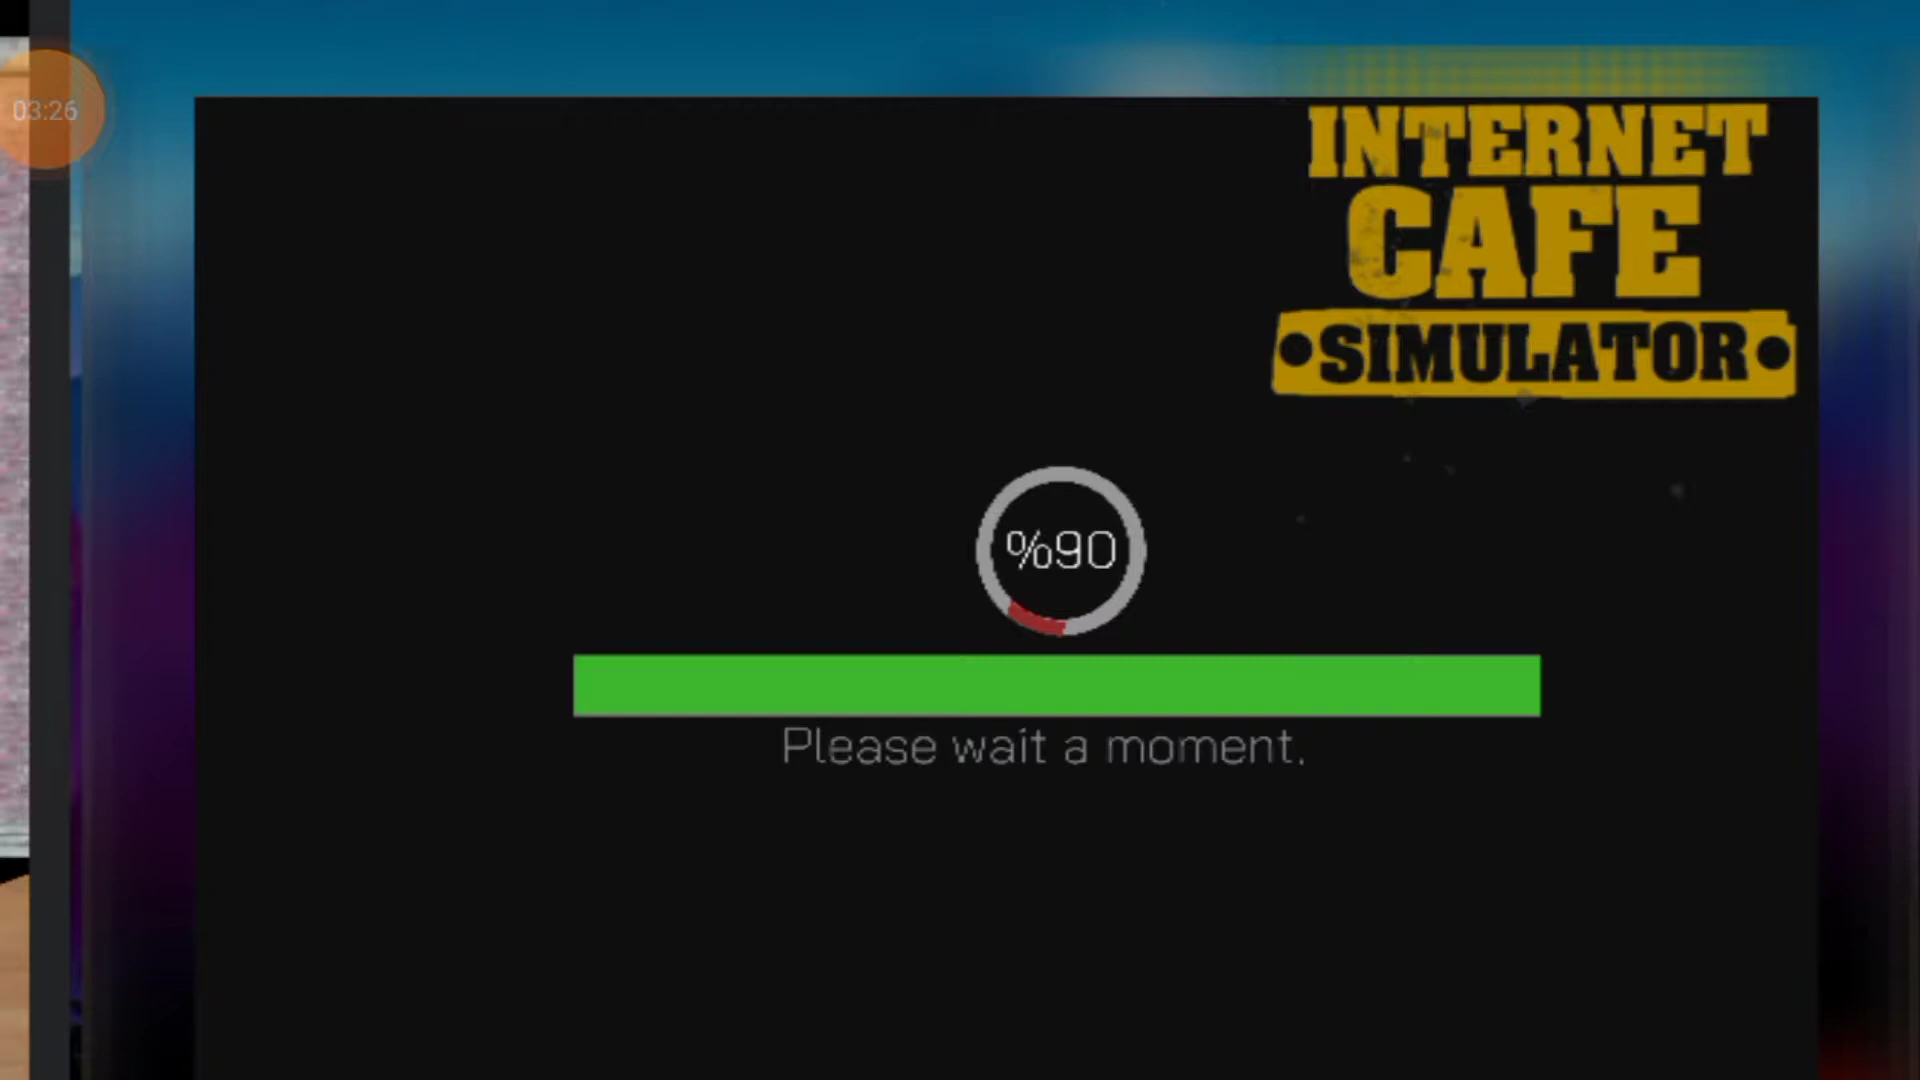 03:26
INTERNET
CAFE
SIMULATOR
%90
Please wait a moment.